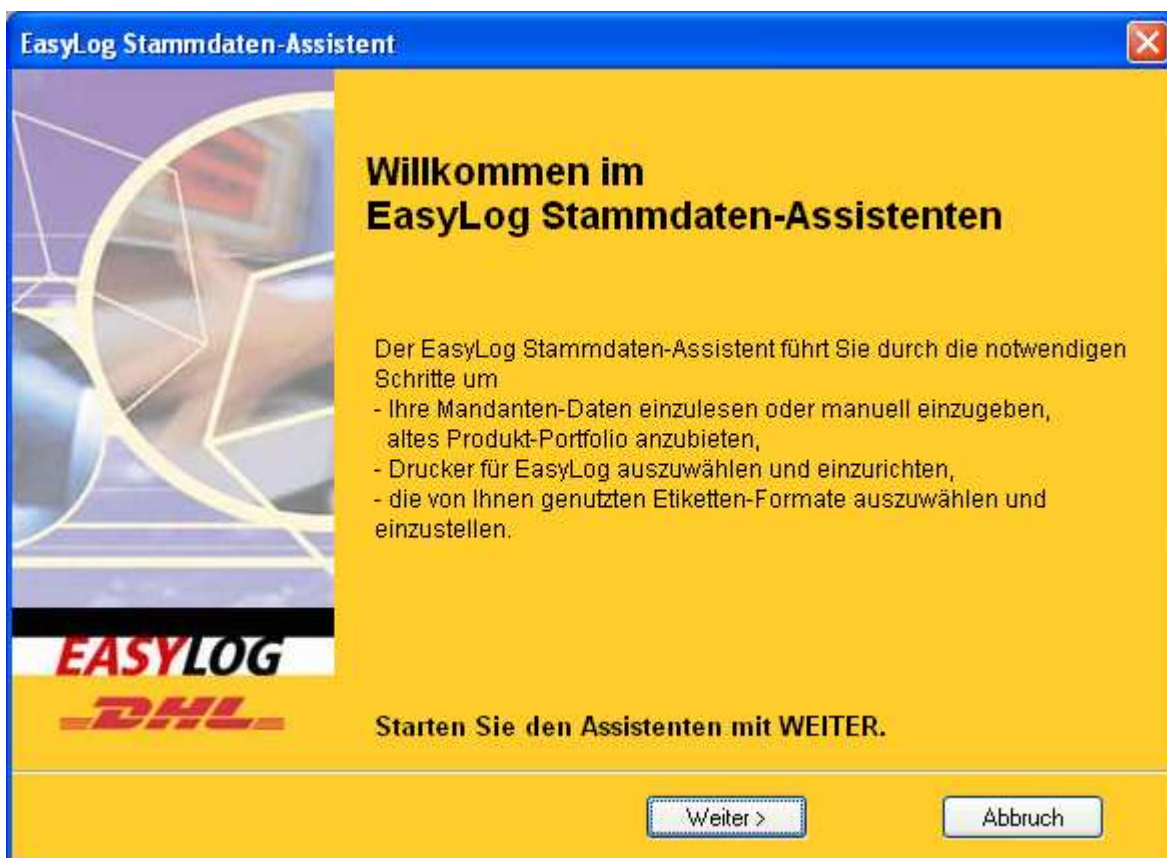 EasyLog Stammdaten-Assistent
Willkommen im
EasyLog Stammdaten-Assistenten
Der EasyLog Stammdaten-Assistent führt Sie durch die notwendigen
Schritte um
- Ihre Mandanten-Daten einzulesen oder manuell einzugeben,
altes Produkt-Portfolio anzubieten,
- Drucker für EasyLog auszuwählen und einzurichten,
- die von Ihnen genutzten Etiketten-Formate auszuwählen und
einzustellen.
EASYLOG
DHL
Starten Sie den Assistenten mit WEITER.
Weiter >
Abbruch